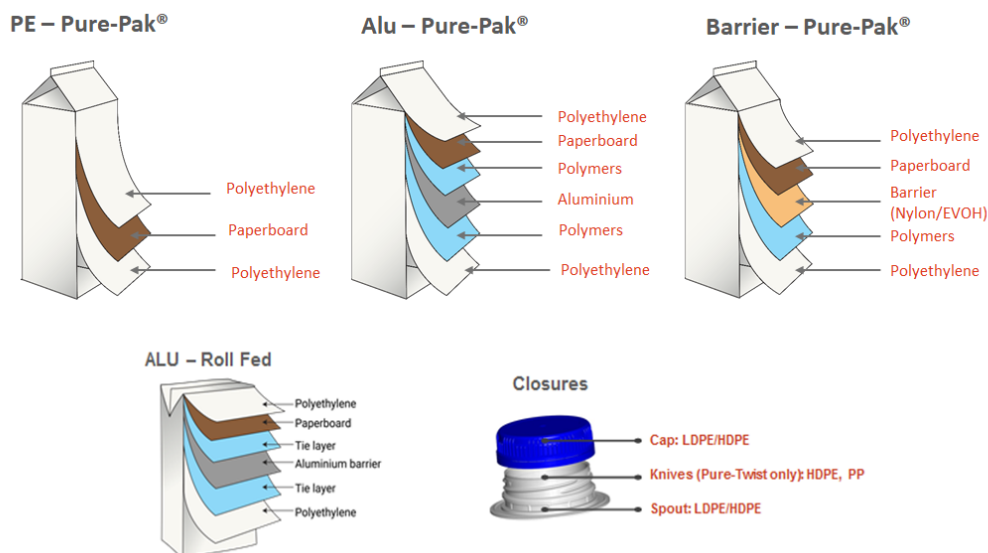 PE – Pure-Pak®
Polyethylene
Paperboard
Polyethylene
Alu – Pure-Pak®
Polyethylene
Paperboard
Polymers
Aluminium
Polymers
Polyethylene
Barrier – Pure-Pak®
Polyethylene
Paperboard
Barrier
(Nylon/EVOH)
Polymers
Polyethylene
ALU – Roll Fed
Polyethylene
Paperboard
Tie layer
Aluminium barrier
Tie layer
Polyethylene
Closures
Cap: LDPE/HDPE
Knives (Pure-Twist only): HDPE, PP
Spout: LDPE/HDPE